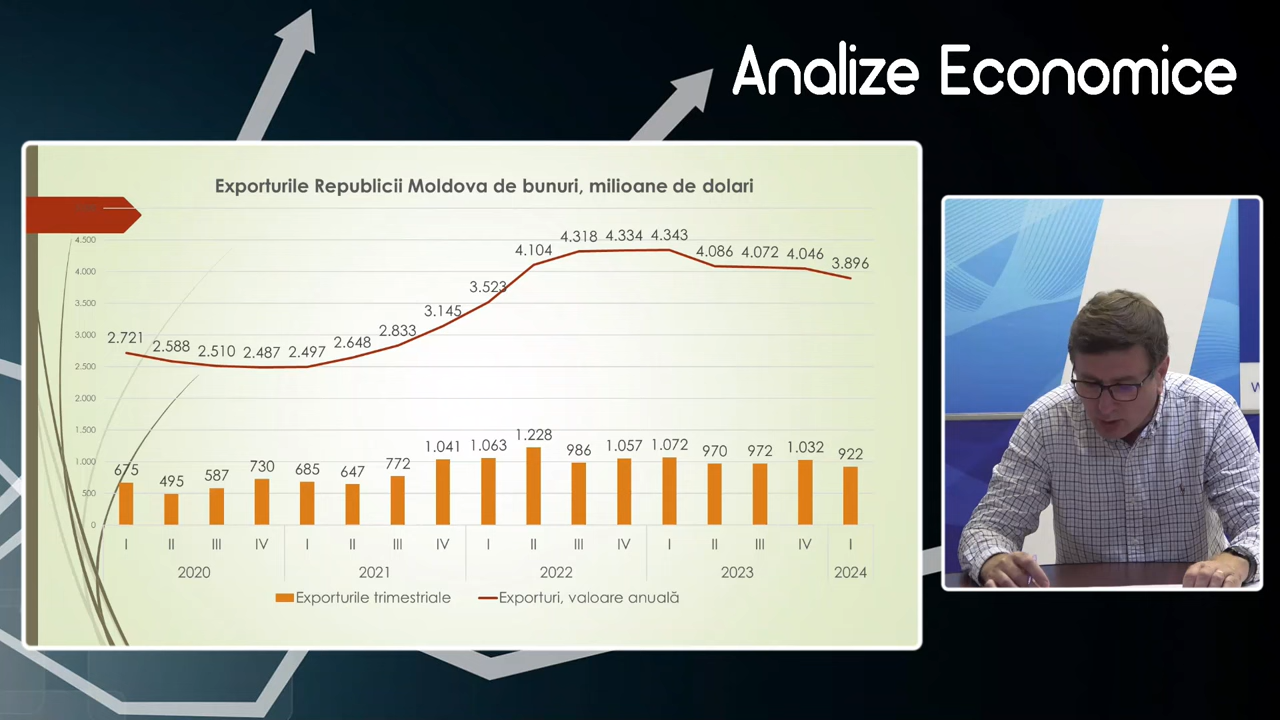 Analize Economice
Exporturile Republicii Moldova de bunuri, milioane de dolari
4.500
4.000
3.500
3.000
2.500
2.000
1.500
1.000
500
0
2.721 2.588 2.510 2.487 2.497 2.648 2.833 3.145 3.523 4.104 4.318 4.334 4.343 4.086 4.072 4.046 3.896
675 495 587 730 685 647 772 1.041 1.063 1.228 986 1.057 1.072 970 972 1.032 922
I II III IV I II III IV I II III IV I II III IV I
2020 2021 2022 2023 2024
Exporturile trimestriale Exporturi, valoare anuală
W